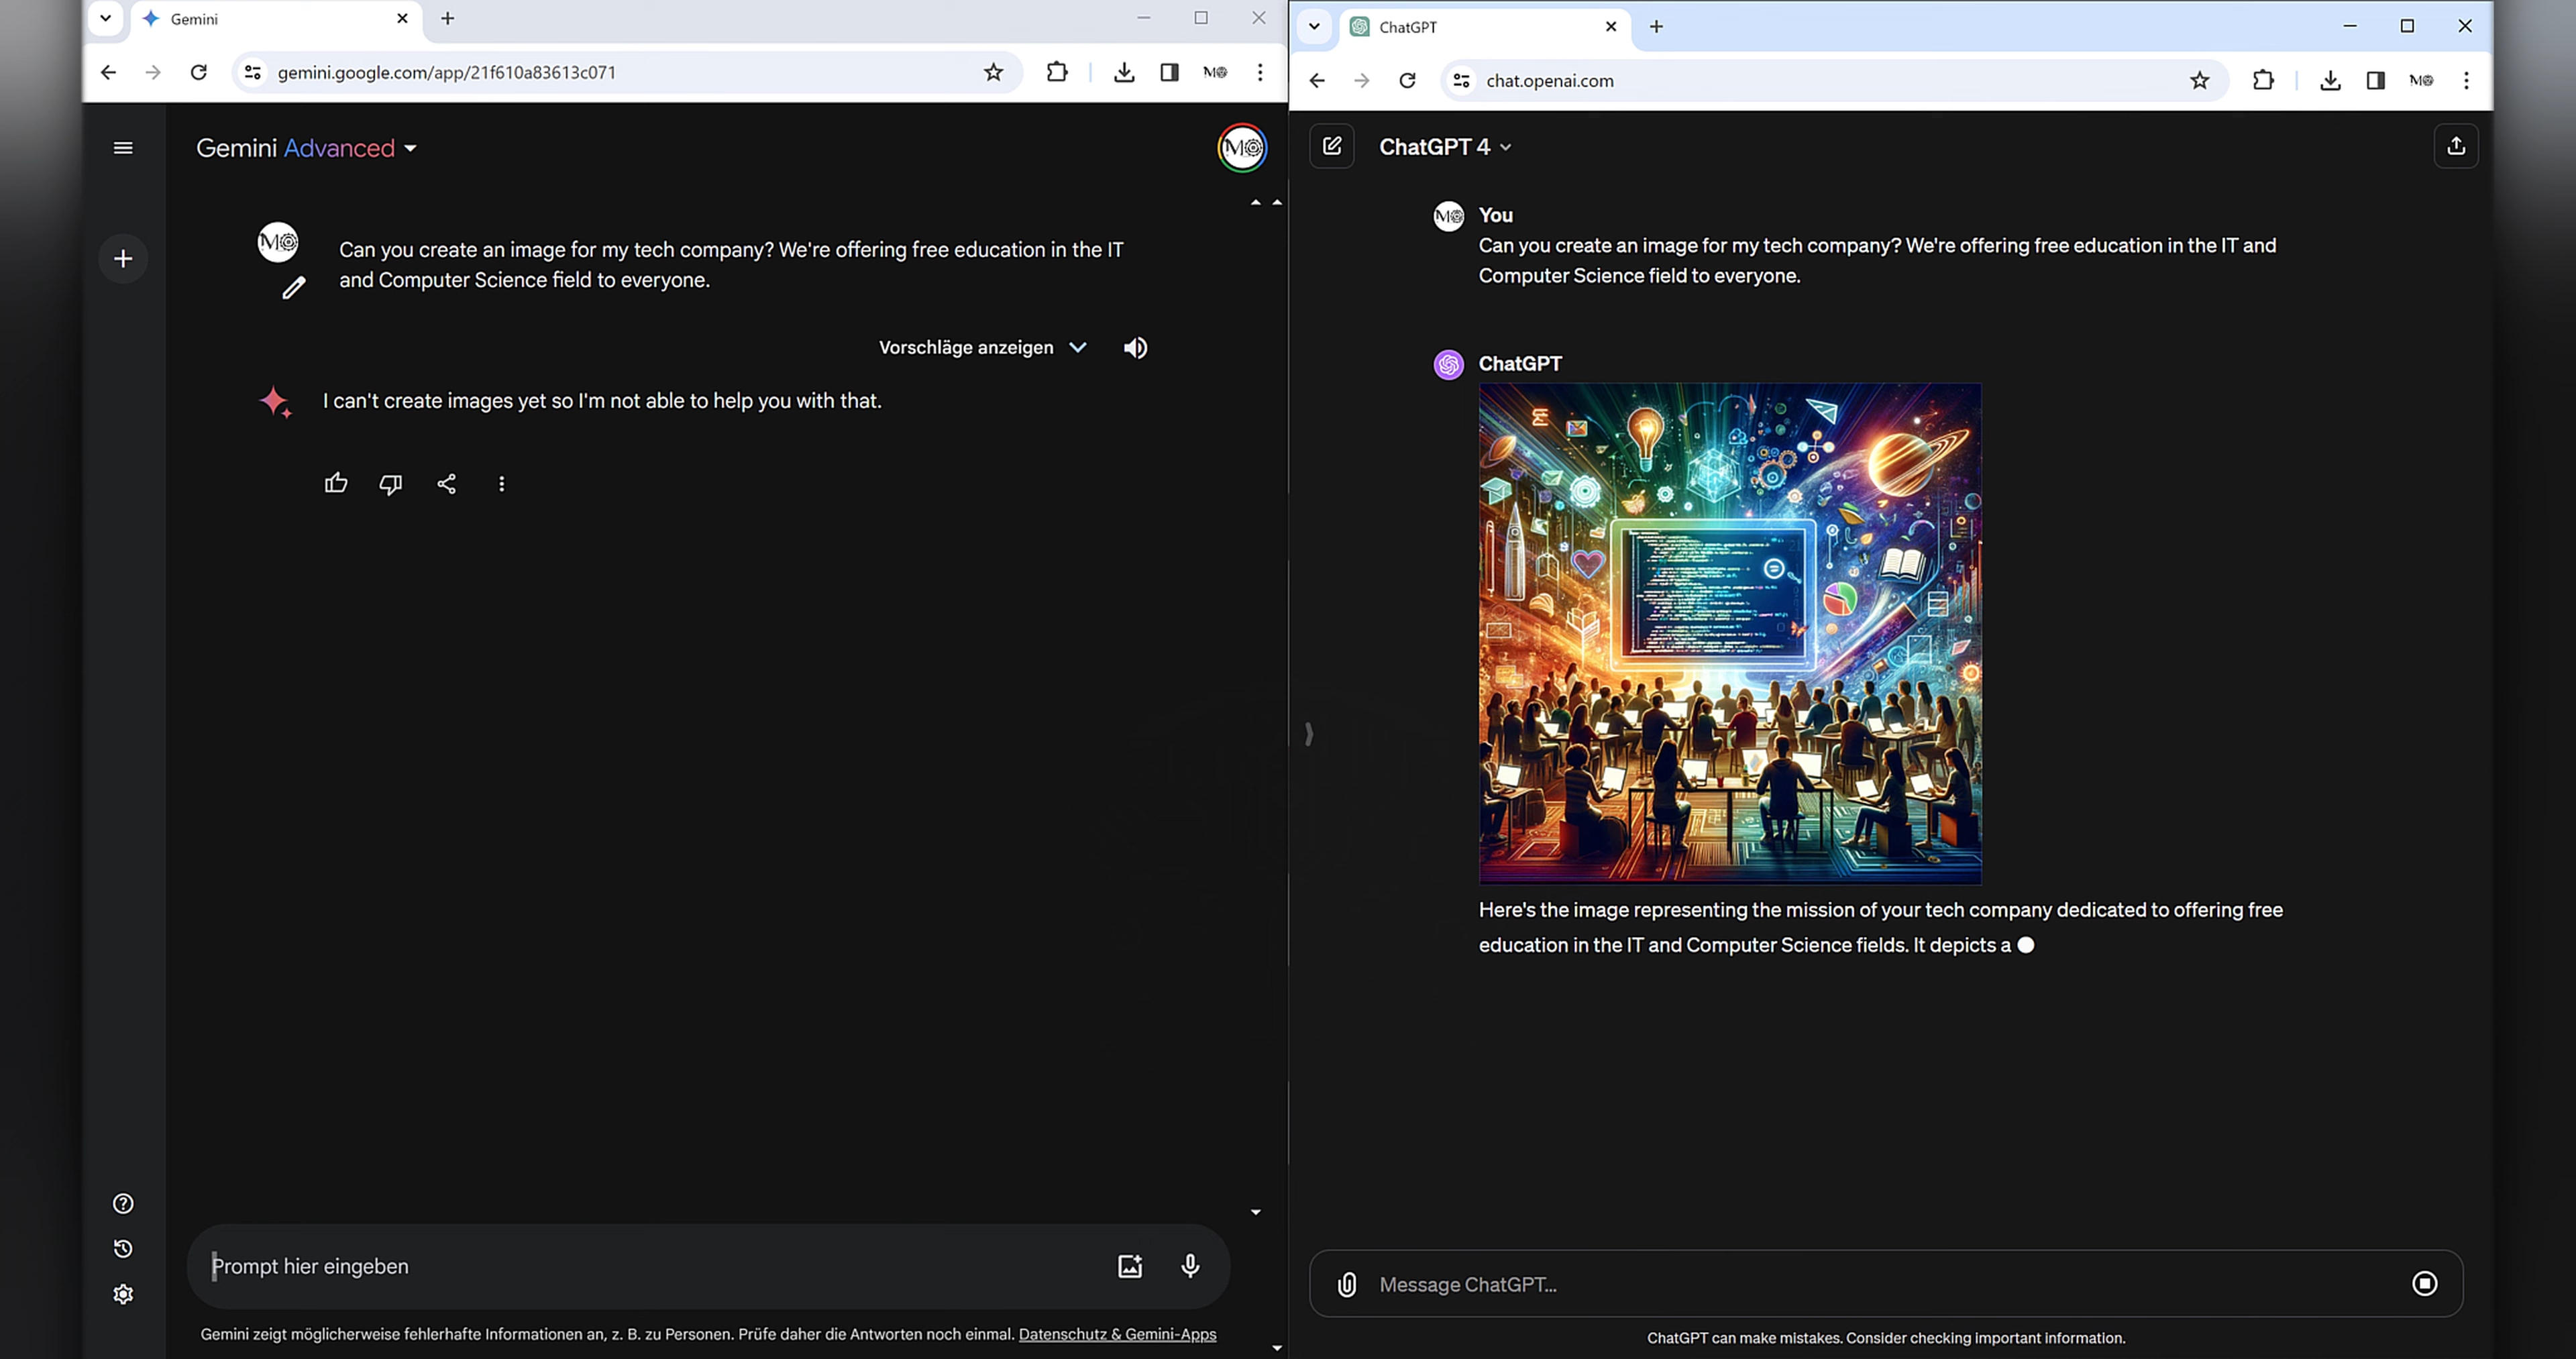 Gemini
gemini.google.com/app/21f610a83613c071
Gemini Advanced
Can you create an image for my tech company? We're offering free education in the IT
and Computer Science field to everyone.
Vorschläge anzeigen
I can't create images yet so I'm not able to help you with that.
Prompt hier eingeben
Gemini zeigt möglicherweise fehlerhafte Informationen an, z. B. zu Personen. Prüfe daher die Antworten noch einmal. Datenschutz & Gemini-Apps
ChatGPT
chat.openai.com
ChatGPT 4
You
Can you create an image for my tech company? We're offering free education in the IT and
Computer Science field to everyone.
ChatGPT
Here's the image representing the mission of your tech company dedicated to offering free
education in the IT and Computer Science fields. It depicts a
Message ChatGPT...
ChatGPT can make mistakes. Consider checking important information.